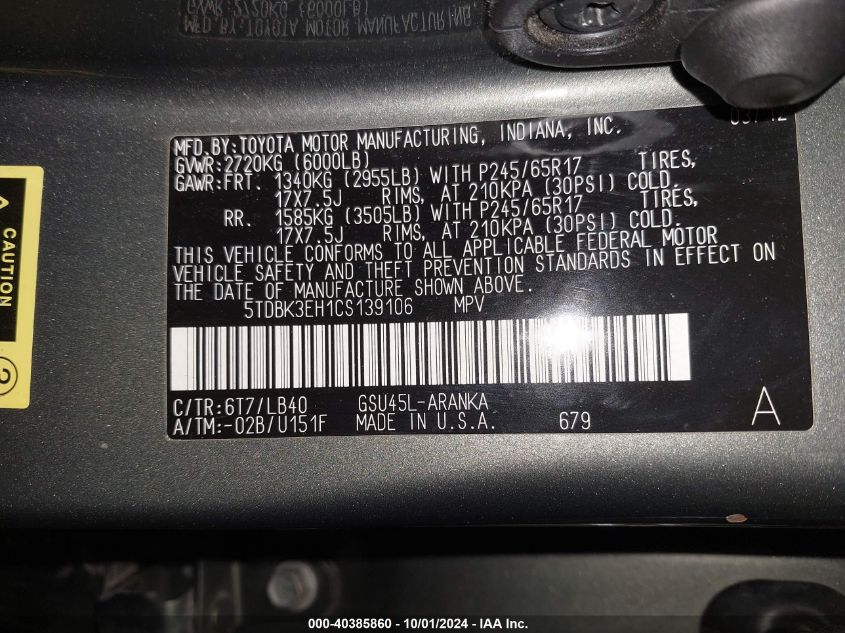 MFD. BY: TOYOTA MOTOR MANUFACTURING, INDIANA, INC.
GVWR: 2720KG (6000LB)
GAWR: FRT. 1340KG (2955LB) WITH P245/65R17 TIRES,
17X7.5J RIMS, AT 210KPA (30PSI) COLD.
RR. 1585KG (3505LB) WITH P245/65R17 TIRES,
17X7.5J RIMS, AT 210KPA (30PSI) COLD.
THIS VEHICLE CONFORMS TO ALL APPLICABLE FEDERAL MOTOR
VEHICLE SAFETY AND THEFT PREVENTION STANDARDS IN EFFECT ON
THE DATE OF MANUFACTURE SHOWN ABOVE.
5TDBK3EH1CS139106 MPV
C/TR: 6T7/LB40 GSU45L-ARANKA
A/TM: -02B/U151F MADE IN U.S.A. 679
A
CAUTION
2
000-40385860 - 10/01/2024 - IAA Inc.